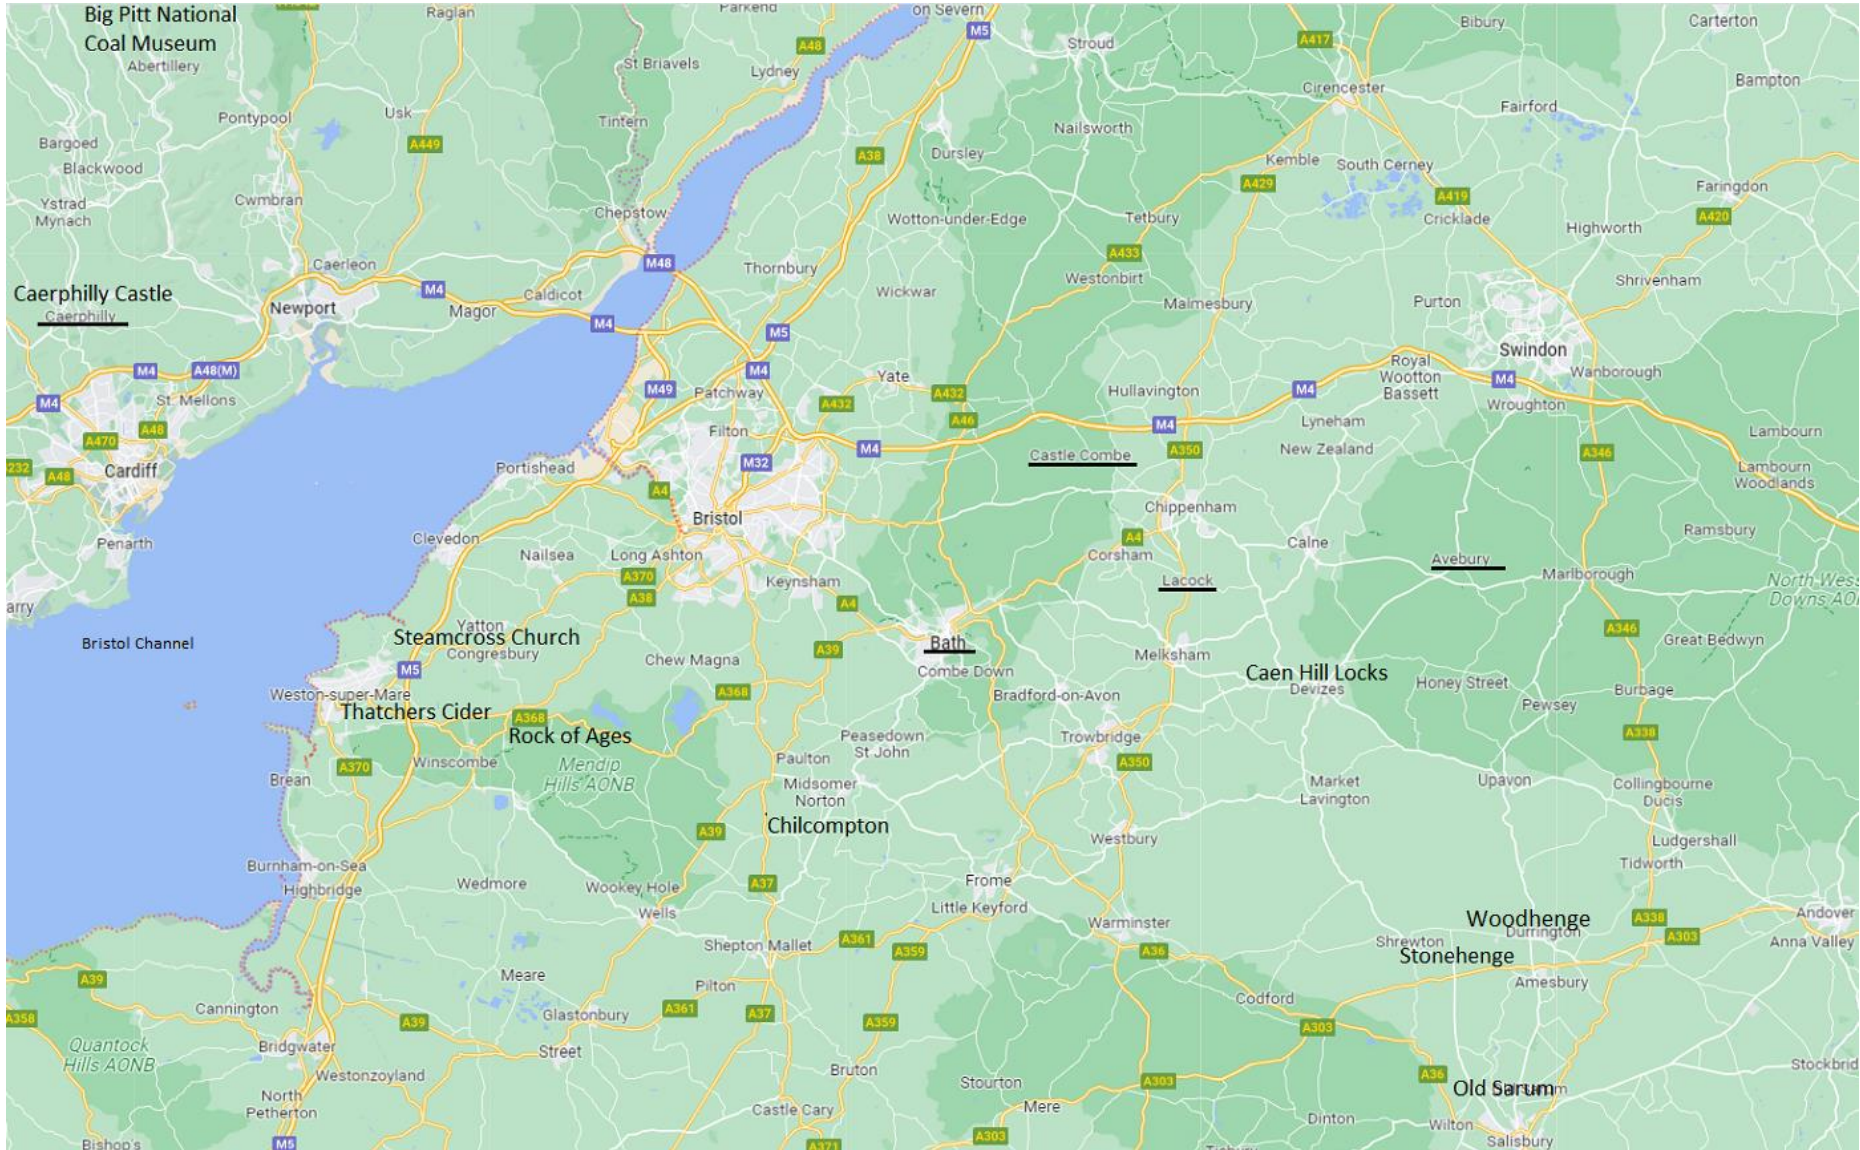 Big Pitt National
Coal Museum
Abertillery
Raglan
Parkend
on Severn
M5
A417
Bibury
Carterton
A48
Stroud
St Briavels
Lydney
Cirencester
Bampton
Fairford
Pontypool
Usk
Tintern
Nailsworth
Bargoed
A449
A38
Dursley
Blackwood
Kemble
South Cerney
Ystrad
Mynach
Cwmbran
A429
A419
Faringdon
Chepstow
Wotton-under-Edge
Tetbury
Cricklade
A420
Highworth
A433
Caerleon
M48
Thornbury
Westonbirt
Shrivenham
Caerphilly Castle
Caerphilly
M4
Caldicot
Wickwar
Malmesbury
Purton
Newport
Magor
M4
M5
Swindon
M4
A48(M)
M4
Royal
Wootton
Bassett
Wanborough
Yate
M4
St. Mellons
M4
M49
Patchway
A432
A432
Hullavington
M4
Wroughton
A46
Lyneham
A470
A48
Filton
M4
M4
A350
New Zealand
A346
Lambourn
232
A48
Cardiff
Portishead
M32
Castle Combe
Lambourn
Woodlands
A4
Bristol
Chippenham
Ramsbury
Penarth
Clevedon
Nailsea
Long Ashton
A4
Corsham
Calne
Avebury
A370
Keynsham
Lacock
Marlborough
North Wess
Downs AO
arry
A38
A4
Bristol Channel
Yatton
Steamcross Church
Congresbury
Chew Magna
A39
Bath
A346
Great Bedwyn
M5
Combe Down
Melksham
Caen Hill Locks
Devizes
Honey Street
Burbage
Weston-super-Mare
A368
Bradford-on-Avon
Pewsey
Thatchers Cider
A368
Rock of Ages
Peasedown
St John
Trowbridge
A338
A370
Winscombe
Mendip
Hills AONB
Paulton
A350
Brean
Midsomer
Norton
Market
Lavington
Upavon
Collingbourne
Ducis
Chilcompton
A39
Westbury
Ludgershall
Burnham-on-Sea
Tidworth
Highbridge
Wedmore
Wookey Hole
A37
Frome
Little Keyford
Wells
Warminster
Woodhenge
A338
Andover
Durrington
A303
Shepton Mallet
A361
A359
A36
Shrewton
Anna Valley
Stonehenge
A39
Meare
Pilton
Amesbury
Cannington
Glastonbury
A361
A37
Codford
A358
A39
A359
A303
Quantock
Hills AONB
Bridgwater
Street
Westonzoyland
Bruton
Stourton
A303
A36
Old Sarum
Stockbrid
North
Petherton
Castle Cary
Mere
Dinton
Wilton
Bishop's
M5
A371
A303
Salisbury